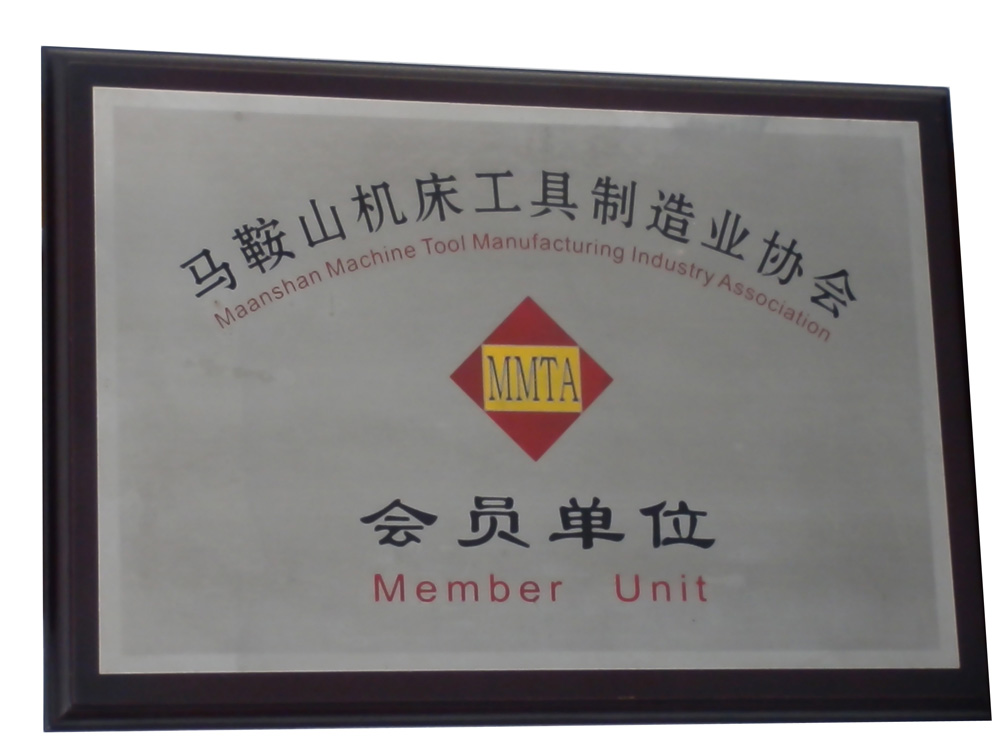 马鞍山机床工具制造业协会
Maanshan Machine Tool Manufacturing Industry Association
MMTA
会员单位
Member Unit